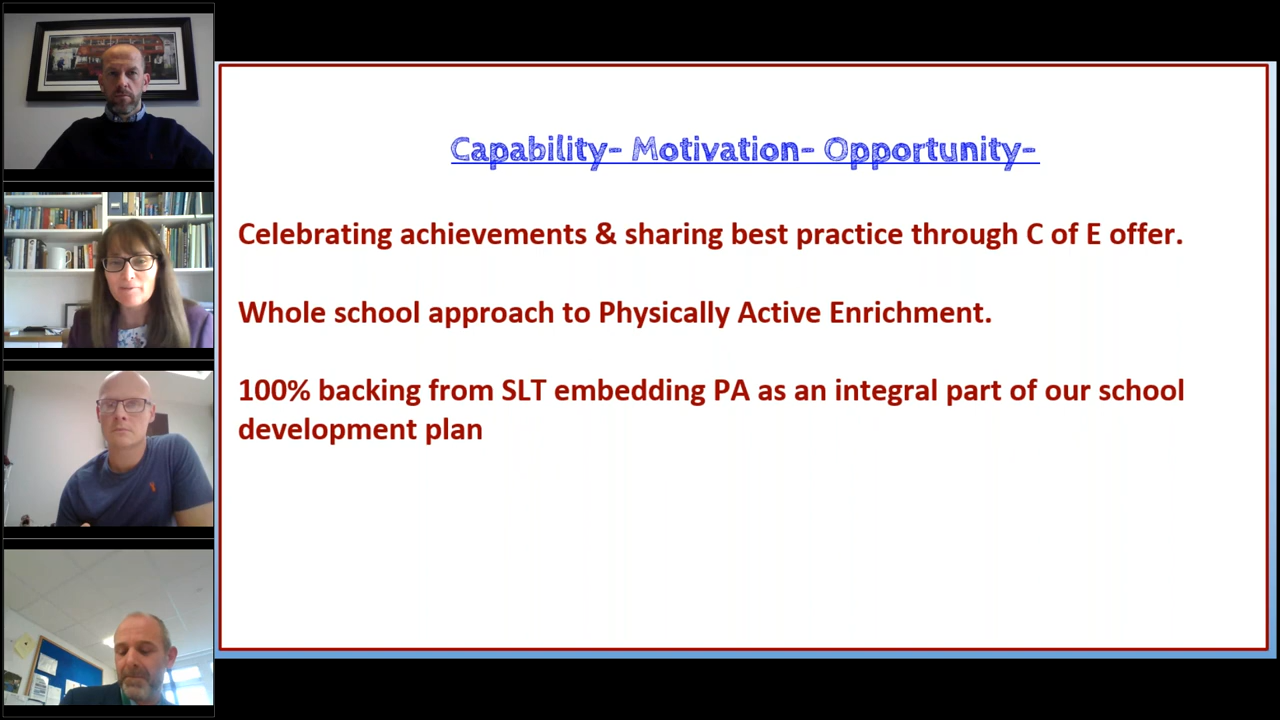 Capability- Motivation- Opportunity-
Celebrating achievements & sharing best practice through C of E offer.
Whole school approach to Physically Active Enrichment.
100% backing from SLT embedding PA as an integral part of our school
development plan